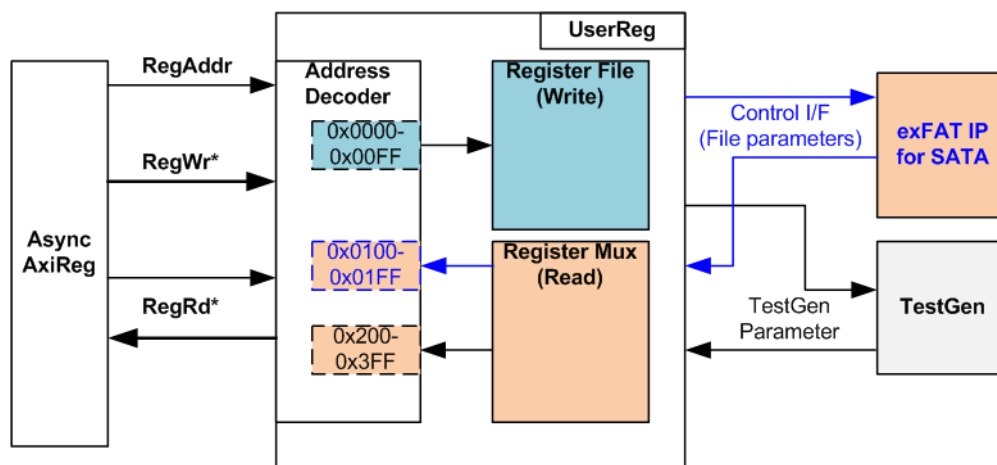 UserReg
RegAddr
RegWr*
RegRd*
Async
AxiReg
Address
Decoder
0x0000-
0x00FF
0x0100-
0x01FF
0x200-
0x3FF
Register File
(Write)
Register Mux
(Read)
Control I/F
(File parameters)
TestGen
Parameter
exFAT IP
for SATA
TestGen